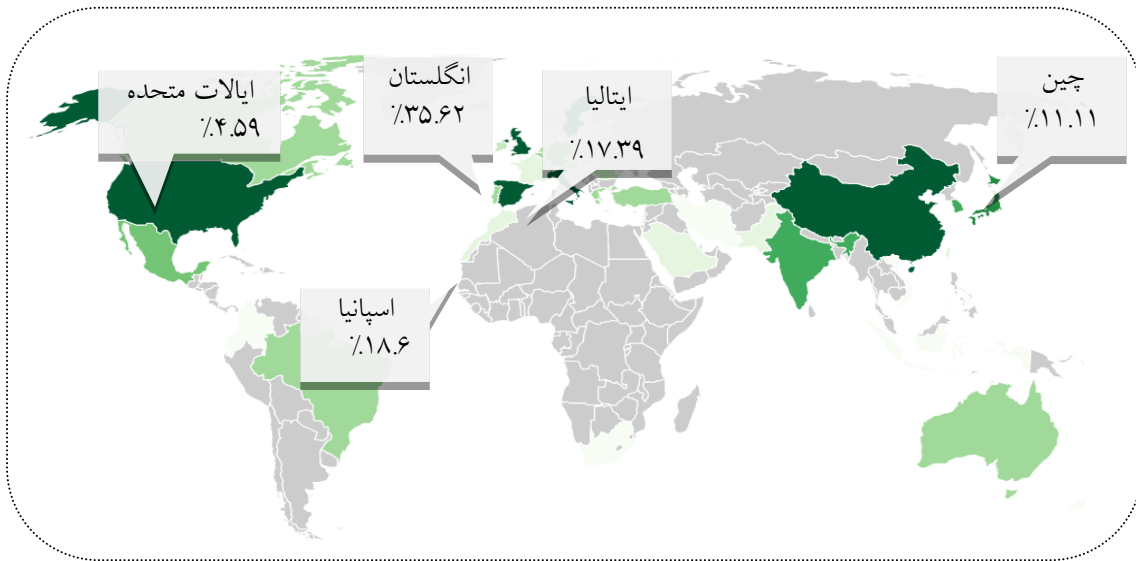 ایالات متحده
٪۴.۵۹
انگلستان
٪۳۵.۶۲
ایتالیا
٪۱۷.۳۹
چین
٪۱۱.۱۱
اسپانیا
٪۱۸.۶